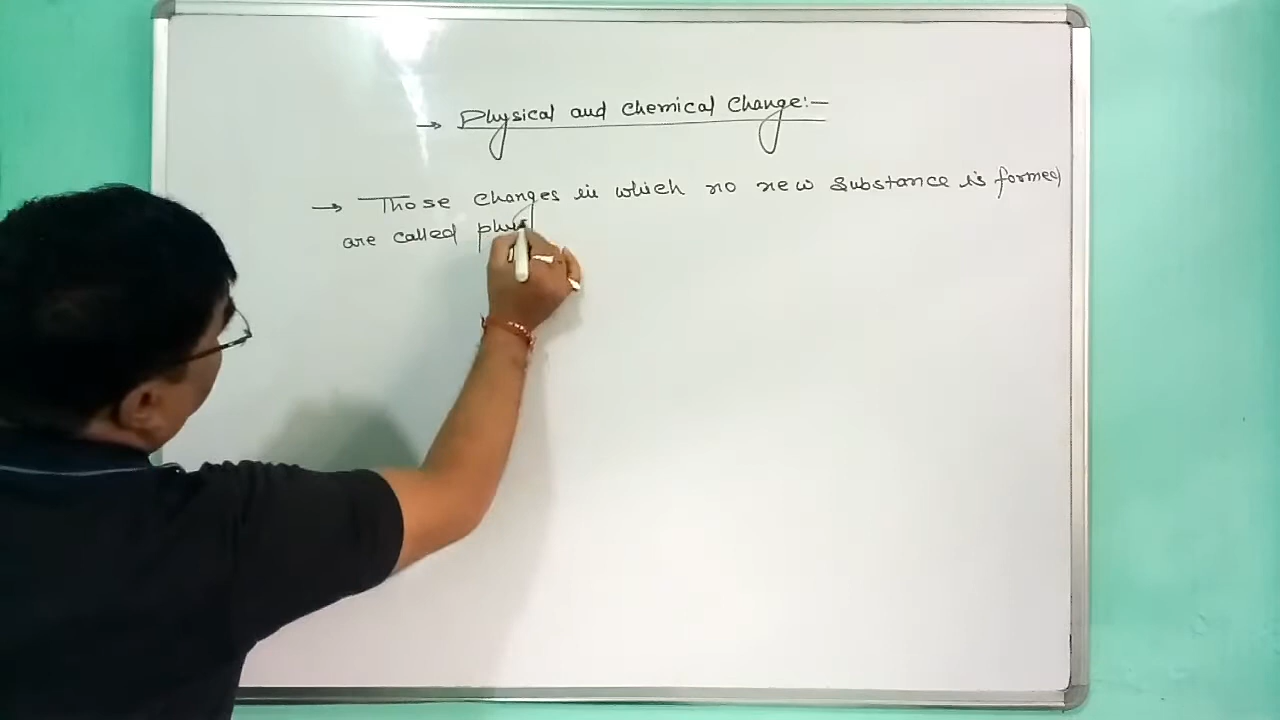 → Physical and Chemical Change:—
→ Those changes in which no new substance is formed
are called